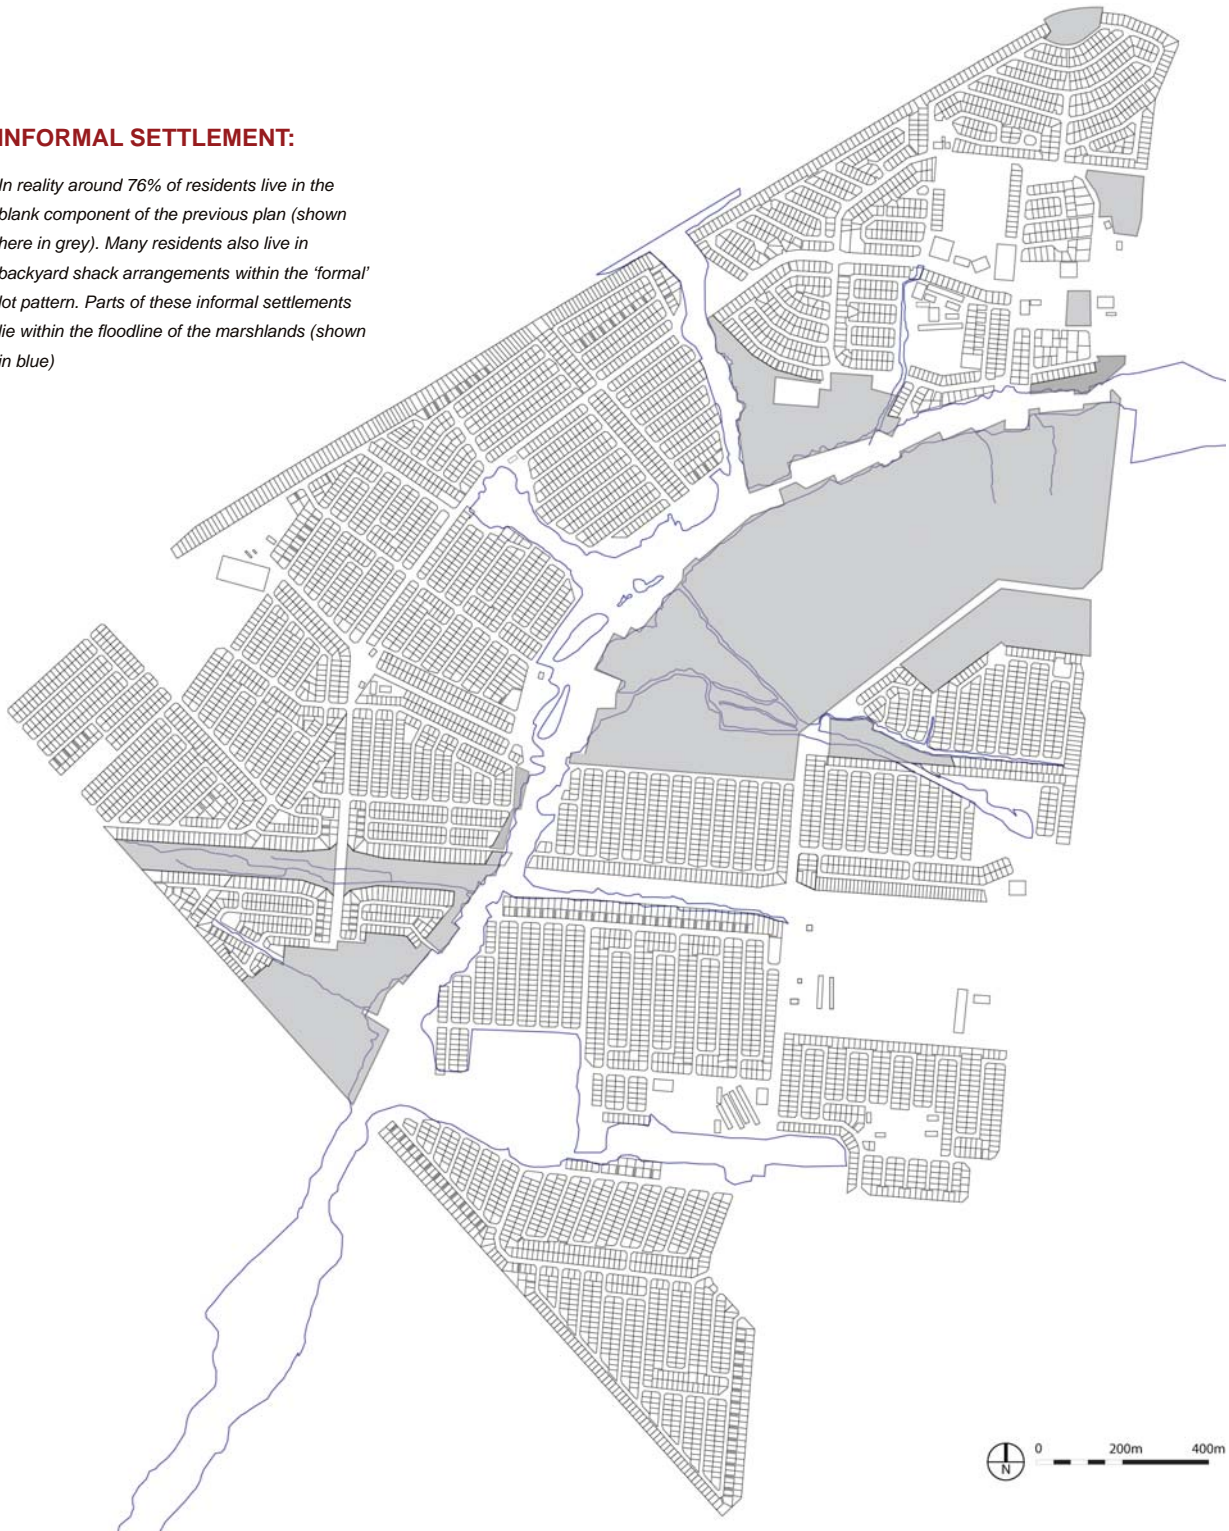 INFORMAL SETTLEMENT:
In reality around 76% of residents live in the
blank component of the previous plan (shown
here in grey). Many residents also live in
backyard shack arrangements within the ‘formal’
lot pattern. Parts of these informal settlements
lie within the floodline of the marshlands (shown
in blue)
N
0 200m 400m